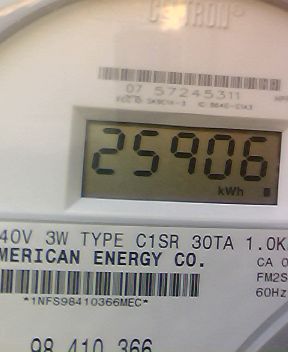 07 57245311
25906
kWh
40V 3W TYPE C1SR 30TA 1.0K
MERICAN ENERGY CO.
CA 0
FM2S
60Hz
*1NFS98410366MEC*
98 410 366